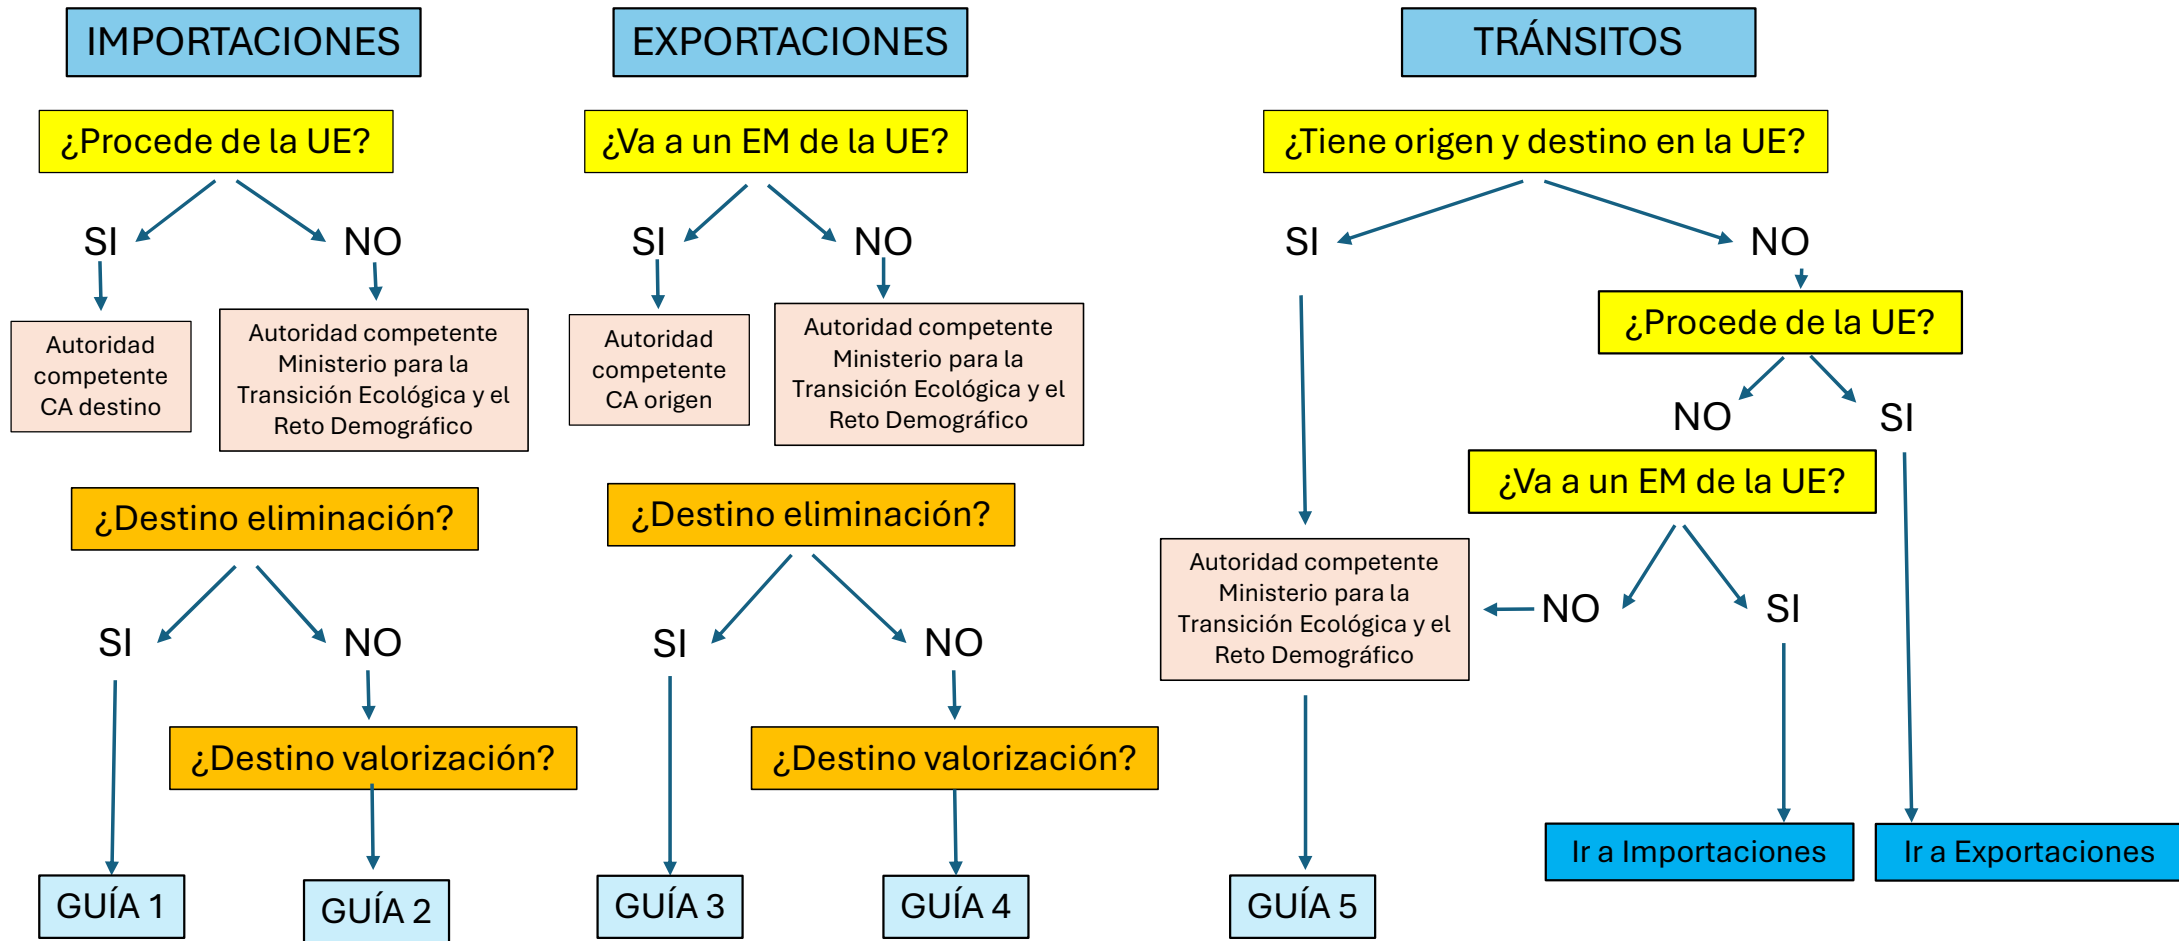 IMPORTACIONES
¿Procede de la UE?
SI
NO
Autoridad
competente
CA destino
Autoridad competente
Ministerio para la
Transición Ecológica y el
Reto Demográfico
¿Destino eliminación?
SI
NO
¿Destino valorización?
GUÍA 1
GUÍA 2
EXPORTACIONES
¿Va a un EM de la UE?
SI
NO
Autoridad
competente
CA origen
Autoridad competente
Ministerio para la
Transición Ecológica y el
Reto Demográfico
¿Destino eliminación?
SI
NO
¿Destino valorización?
GUÍA 3
GUÍA 4
TRÁNSITOS
¿Tiene origen y destino en la UE?
SI
NO
¿Procede de la UE?
NO
SI
¿Va a un EM de la UE?
NO
SI
Autoridad competente
Ministerio para la
Transición Ecológica y el
Reto Demográfico
Ir a Importaciones
Ir a Exportaciones
GUÍA 5